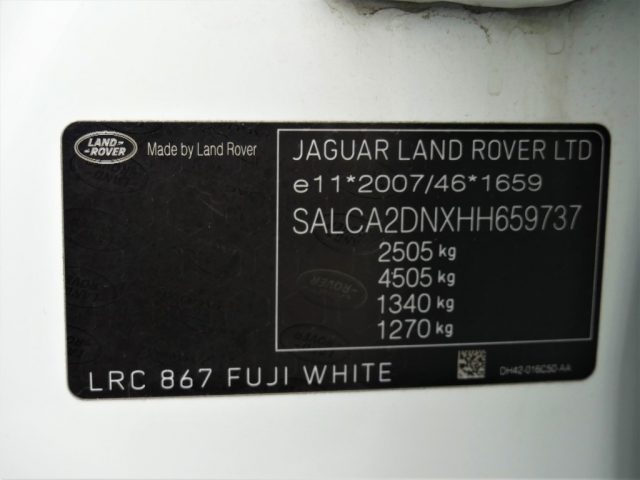 LAND-
-ROVER
Made by Land Rover
JAGUAR LAND ROVER LTD
e11*2007/46*1659
SALCA2DNXHH659737
2505 kg
4505 kg
1340 kg
1270 kg
-ROVER
LRC 867 FUJI WHITE
DH42-016C50-AA